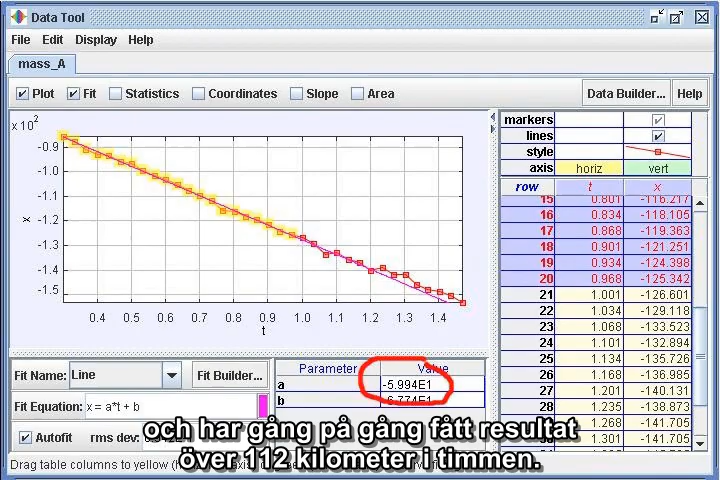 Data Tool
File Edit Display Help
mass_A
Plot Fit Statistics Coordinates Slope Area Data Builder... Help
x 10²
-0.9
-1.0
-1.1
-1.2
-1.3
-1.4
-1.5
x
0.4 0.5 0.6 0.7 0.8 0.9 1.0 1.1 1.2 1.3 1.4
t
markers
lines
style
axis horiz vert
row t x
15 0.801 -116.217
16 0.834 -118.105
17 0.868 -119.363
18 0.901 -121.251
19 0.934 -124.398
20 0.968 -125.342
21 1.001 -126.601
22 1.034 -129.118
23 1.068 -133.523
24 1.101 -132.894
25 1.134 -135.726
26 1.168 -136.985
27 1.201 -140.131
28 1.235 -138.873
1.268 -141.705
30 1.301 -141.705
Fit Name: Line Fit Builder...
Parameter Value
a -5.994E1
b -6.774E1
Fit Equation: x = a*t + b
Autofit rms dev:
och har gång på gång fått resultat
över 112 kilometer i timmen.
Drag table columns to yellow